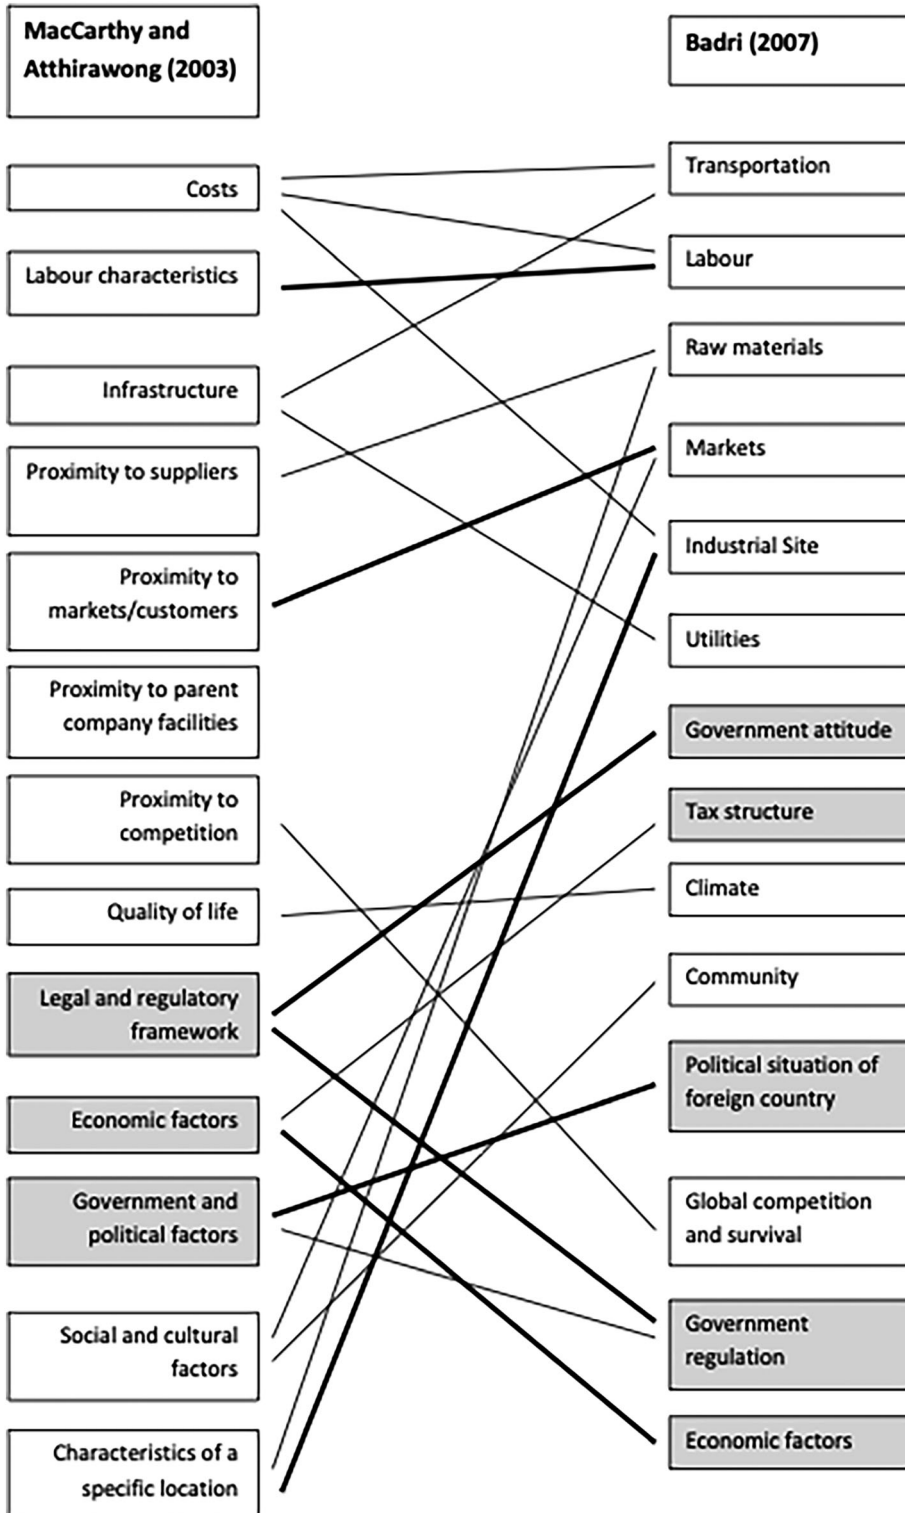 MacCarthy and
Atthirawong (2003)
Costs
Labour characteristics
Infrastructure
Proximity to suppliers
Proximity to
markets/customers
Proximity to parent
company facilities
Proximity to
competition
Quality of life
Legal and regulatory
framework
Economic factors
Government and
political factors
Social and cultural
factors
Characteristics of a
specific location
Badri (2007)
Transportation
Labour
Raw materials
Markets
Industrial Site
Utilities
Government attitude
Tax structure
Climate
Community
Political situation of
foreign country
Global competition
and survival
Government
regulation
Economic factors